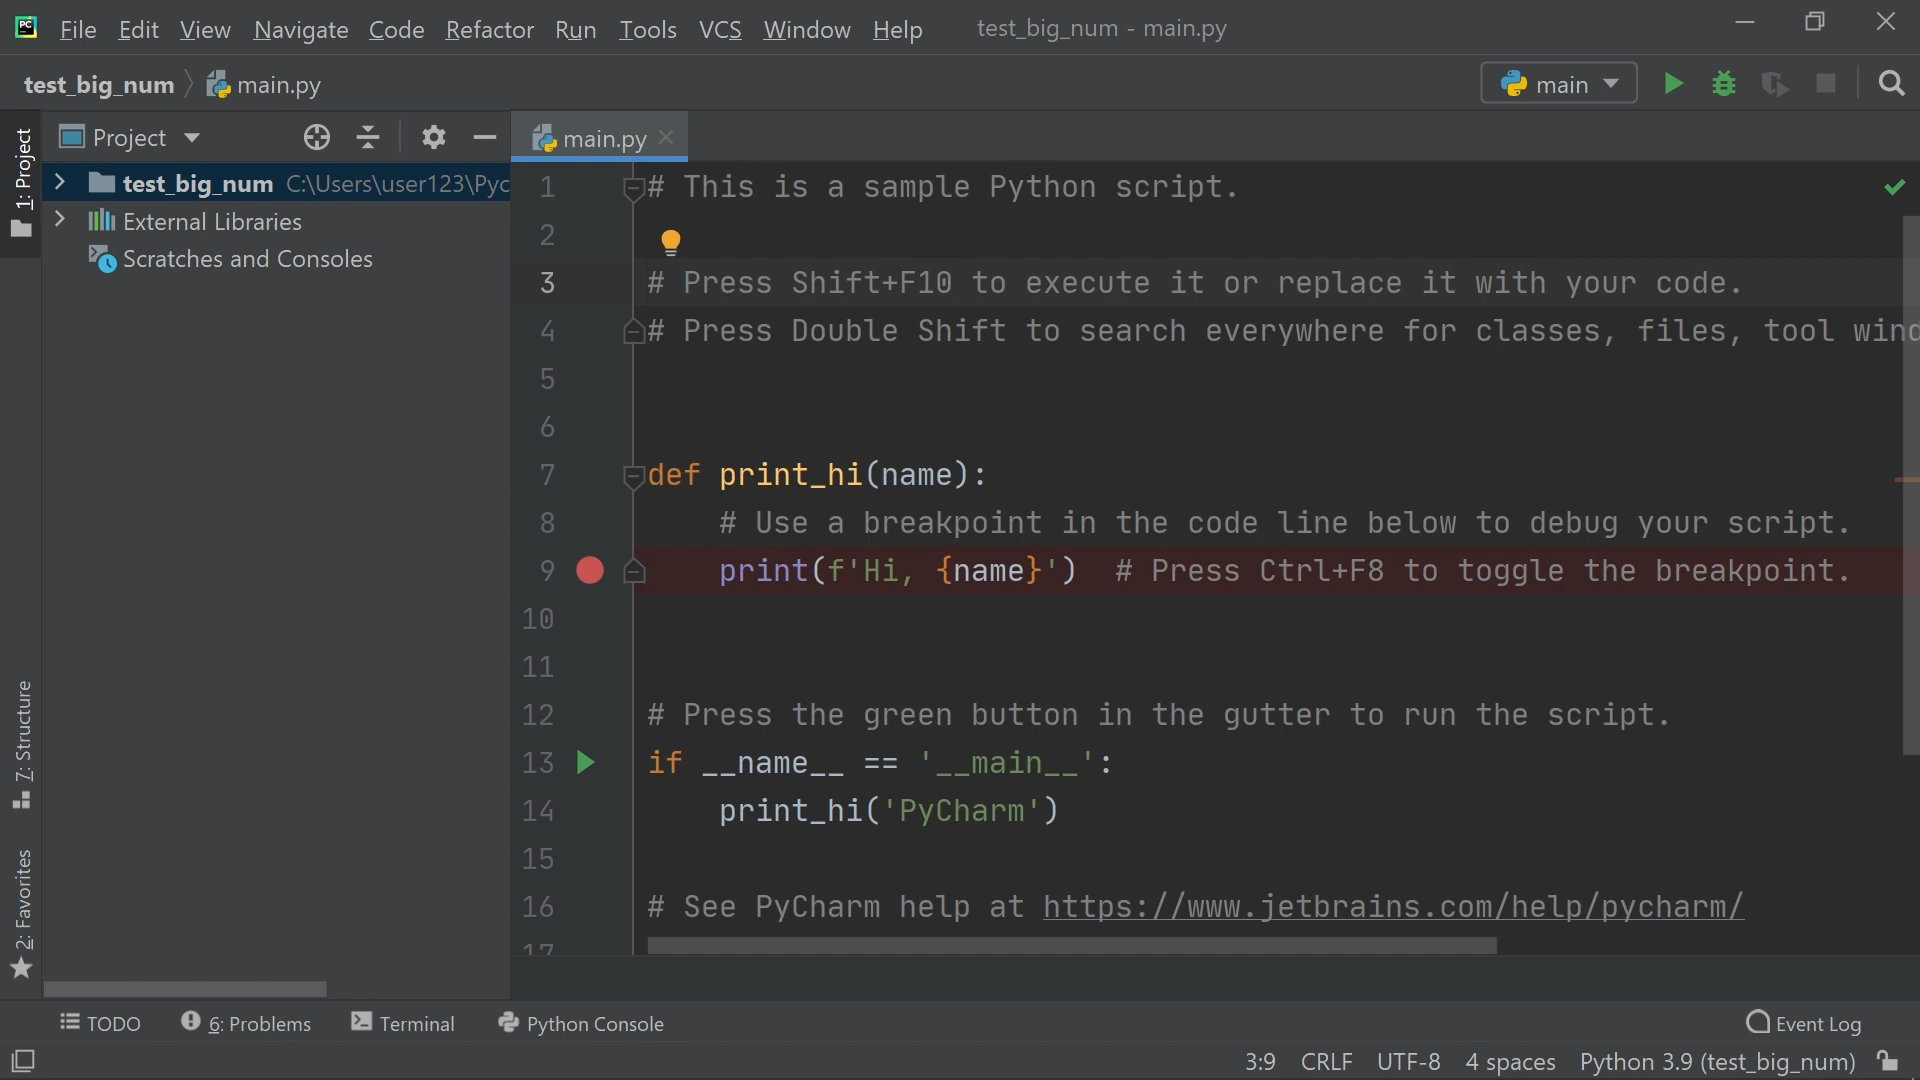 PC File Edit View Navigate Code Refactor Run Tools VCS Window Help test_big_num - main.py
test_big_num main.py main
1: Project
Project
test_big_num C:\Users\user123\Pyc
External Libraries
Scratches and Consoles
7: Structure
2: Favorites
main.py
1 # This is a sample Python script.
2
3 # Press Shift+F10 to execute it or replace it with your code.
4 # Press Double Shift to search everywhere for classes, files, tool wind
5
6
7 def print_hi(name):
8 # Use a breakpoint in the code line below to debug your script.
9 print(f'Hi, {name}') # Press Ctrl+F8 to toggle the breakpoint.
10
11
12 # Press the green button in the gutter to run the script.
13 if __name__ == '__main__':
14 print_hi('PyCharm')
15
16 # See PyCharm help at https://www.jetbrains.com/help/pycharm/
17
TODO 6: Problems Terminal Python Console Event Log
3:9 CRLF UTF-8 4 spaces Python 3.9 (test_big_num)